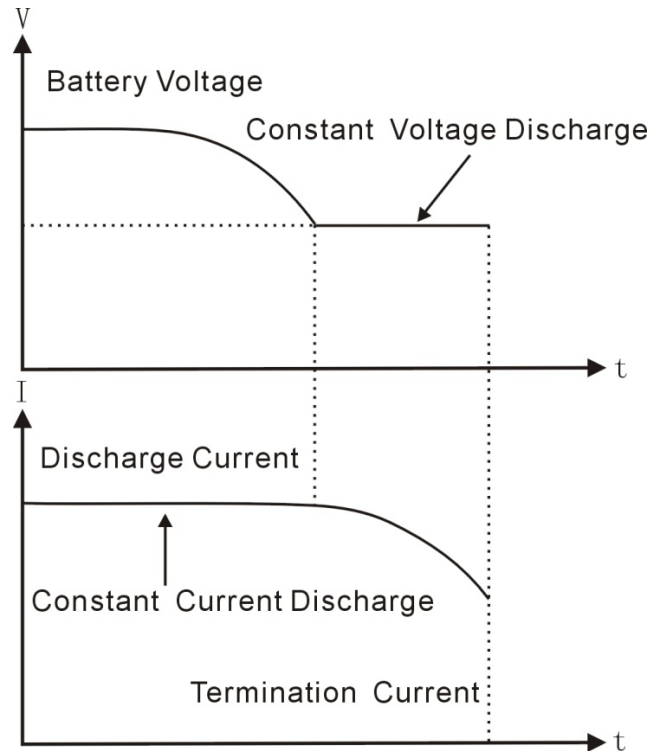 V
Battery Voltage
Constant Voltage Discharge
t
I
Discharge Current
Constant Current Discharge
Termination Current
t